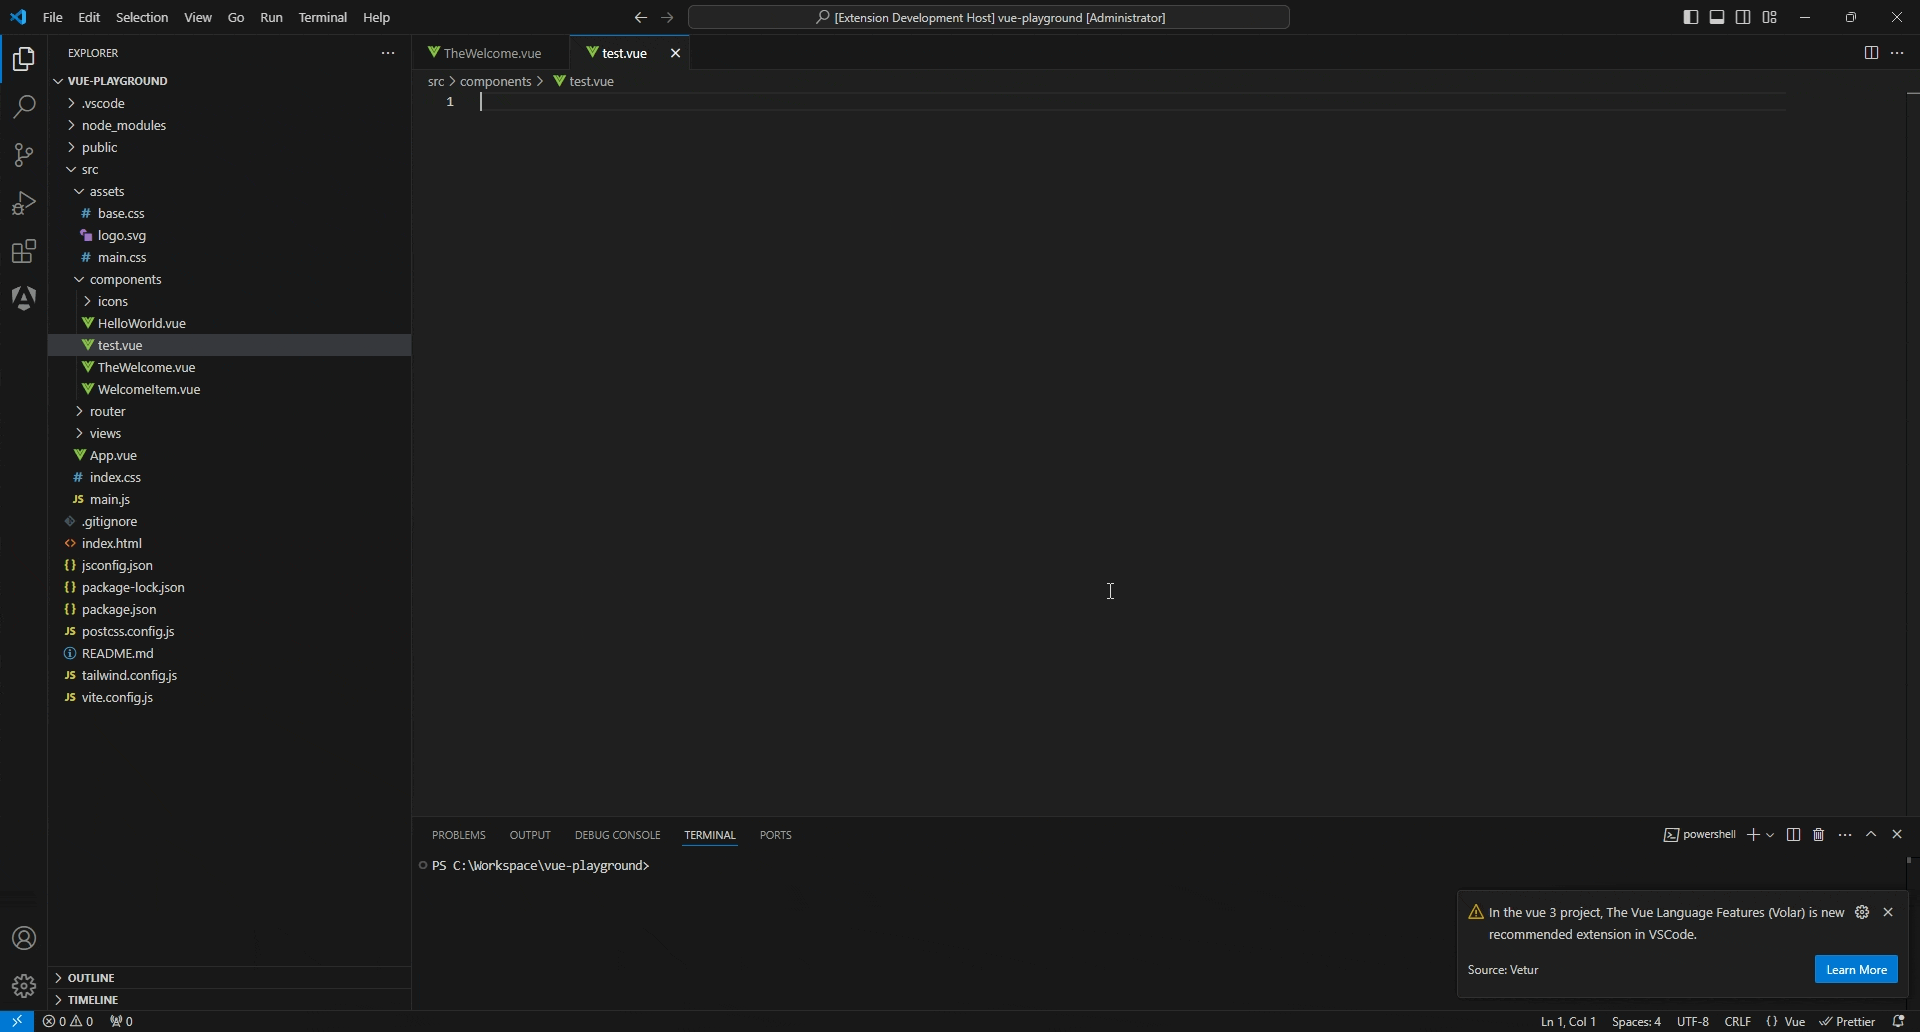 File Edit Selection View Go Run Terminal Help
[Extension Development Host] vue-playground [Administrator]
EXPLORER
VUE-PLAYGROUND
.vscode
node_modules
public
src
assets
# base.css
logo.svg
# main.css
components
icons
HelloWorld.vue
test.vue
TheWelcome.vue
WelcomeItem.vue
router
views
App.vue
# index.css
JS main.js
.gitignore
<> index.html
{} jsconfig.json
{} package-lock.json
{} package.json
JS postcss.config.js
README.md
JS tailwind.config.js
JS vite.config.js
OUTLINE
TIMELINE
TheWelcome.vue test.vue
src > components > test.vue
1
PROBLEMS OUTPUT DEBUG CONSOLE TERMINAL PORTS
powershell
PS C:\Workspace\vue-playground>
In the vue 3 project, The Vue Language Features (Volar) is new
recommended extension in VSCode.
Source: Vetur
Learn More
0 0 0
Ln 1, Col 1 Spaces: 4 UTF-8 CRLF {} Vue Prettier